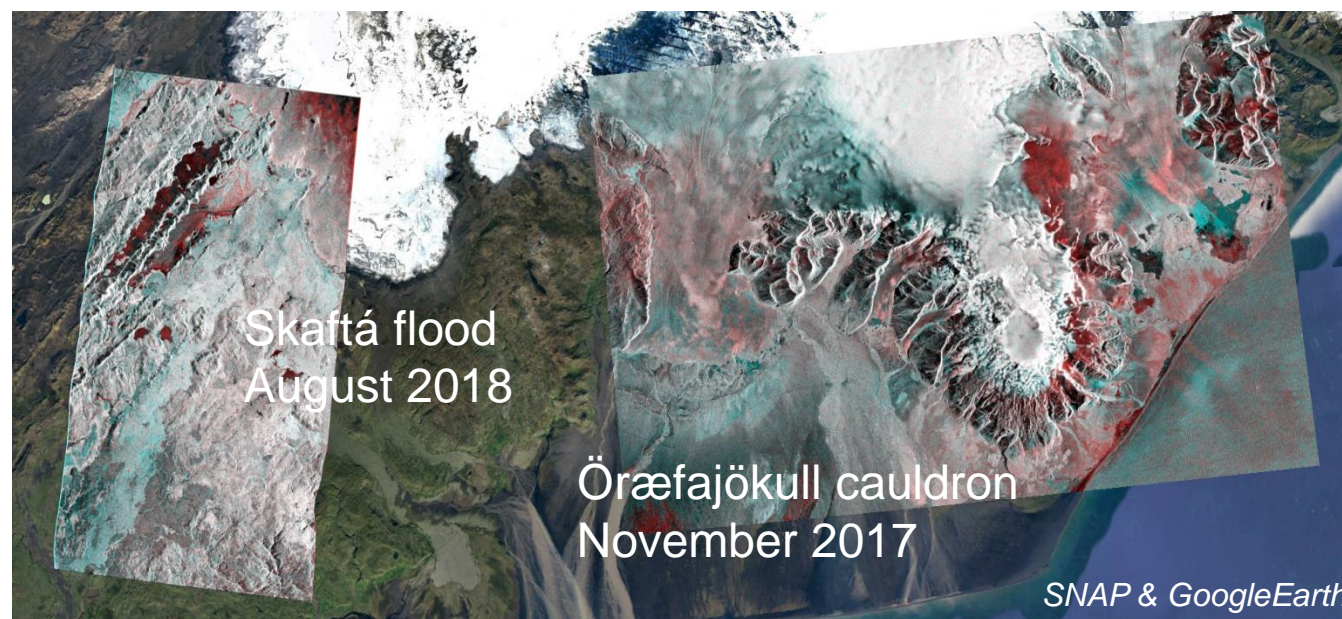 Skaftá flood
August 2018
Öræfajökull cauldron
November 2017
SNAP & GoogleEarth